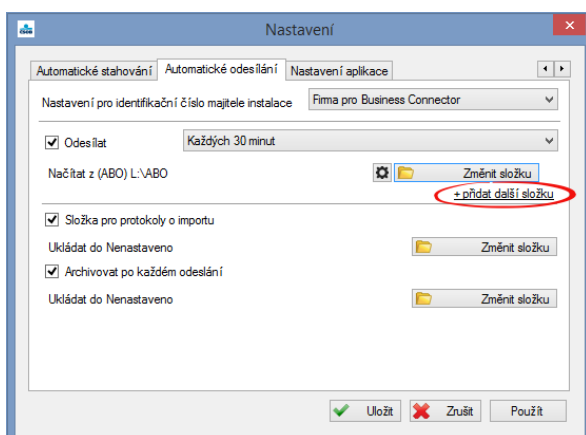 ČSOB
Nastavení
Automatické stahování Automatické odesílání Nastavení aplikace
Nastavení pro identifikační číslo majitele instalace Firma pro Business Connector
Odesílat Každých 30 minut
Načítat z (ABO) L:\ABO Změnit složku
+ přidat další složku
Složka pro protokoly o importu
Ukládat do Nenastaveno Změnit složku
Archivovat po každém odeslání
Ukládat do Nenastaveno Změnit složku
Uložit Zrušit Použít